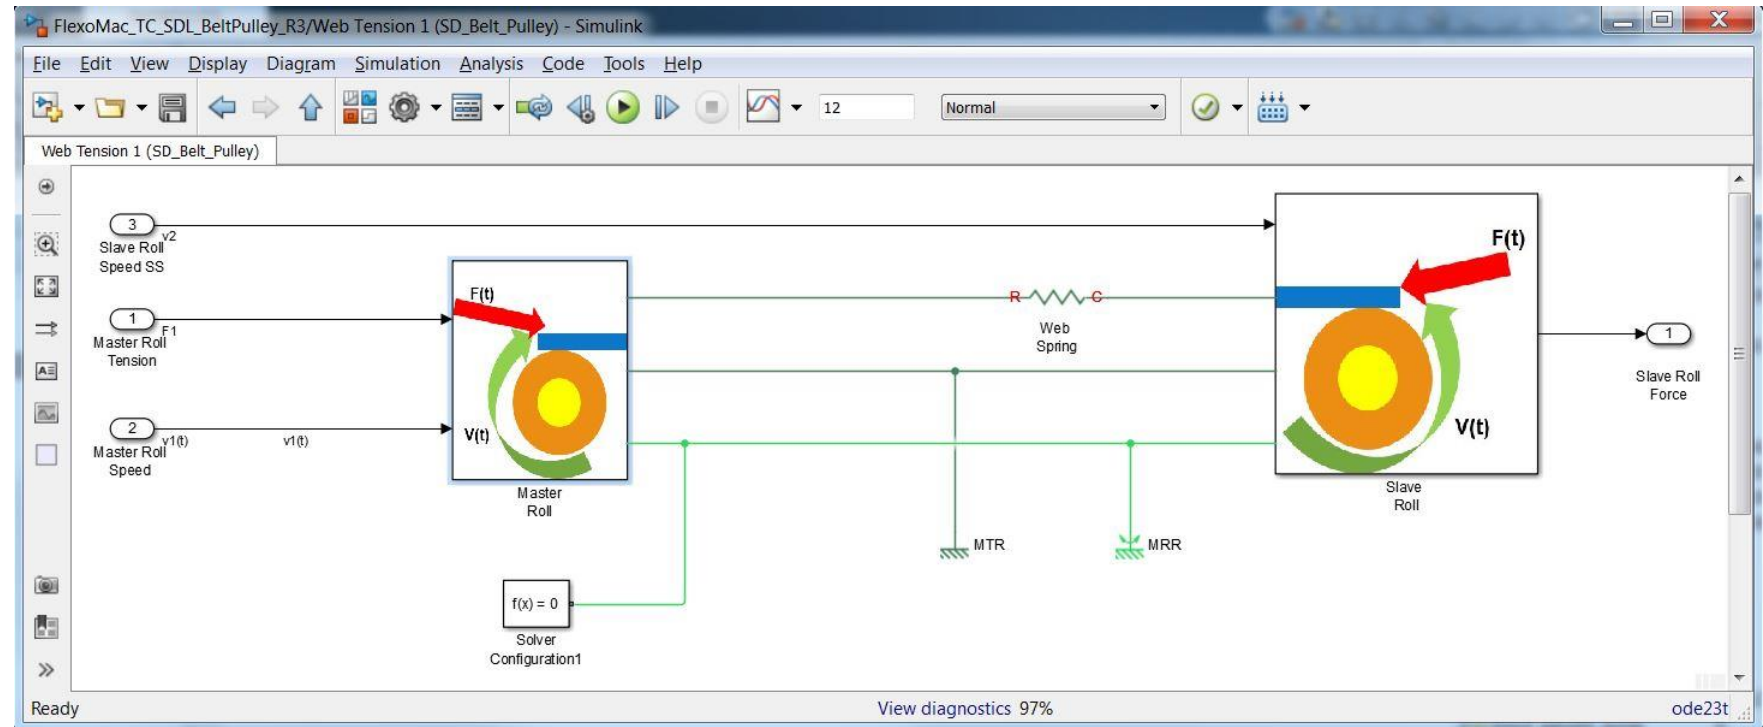 FlexoMac_TC_SDL_BeltPulley_R3/Web Tension 1 (SD_Belt_Pulley) - Simulink
File Edit View Display Diagram Simulation Analysis Code Tools Help
12
Normal
Web Tension 1 (SD_Belt_Pulley)
3
v2
Slave Roll
Speed SS
1
F1
Master Roll
Tension
2
v1(t)
v1(t)
Master Roll
Speed
F(t)
V(t)
Master
Roll
R
C
Web
Spring
MTR
MRR
f(x) = 0
Solver
Configuration1
F(t)
V(t)
Slave
Roll
1
Slave Roll
Force
Ready
View diagnostics 97%
ode23t